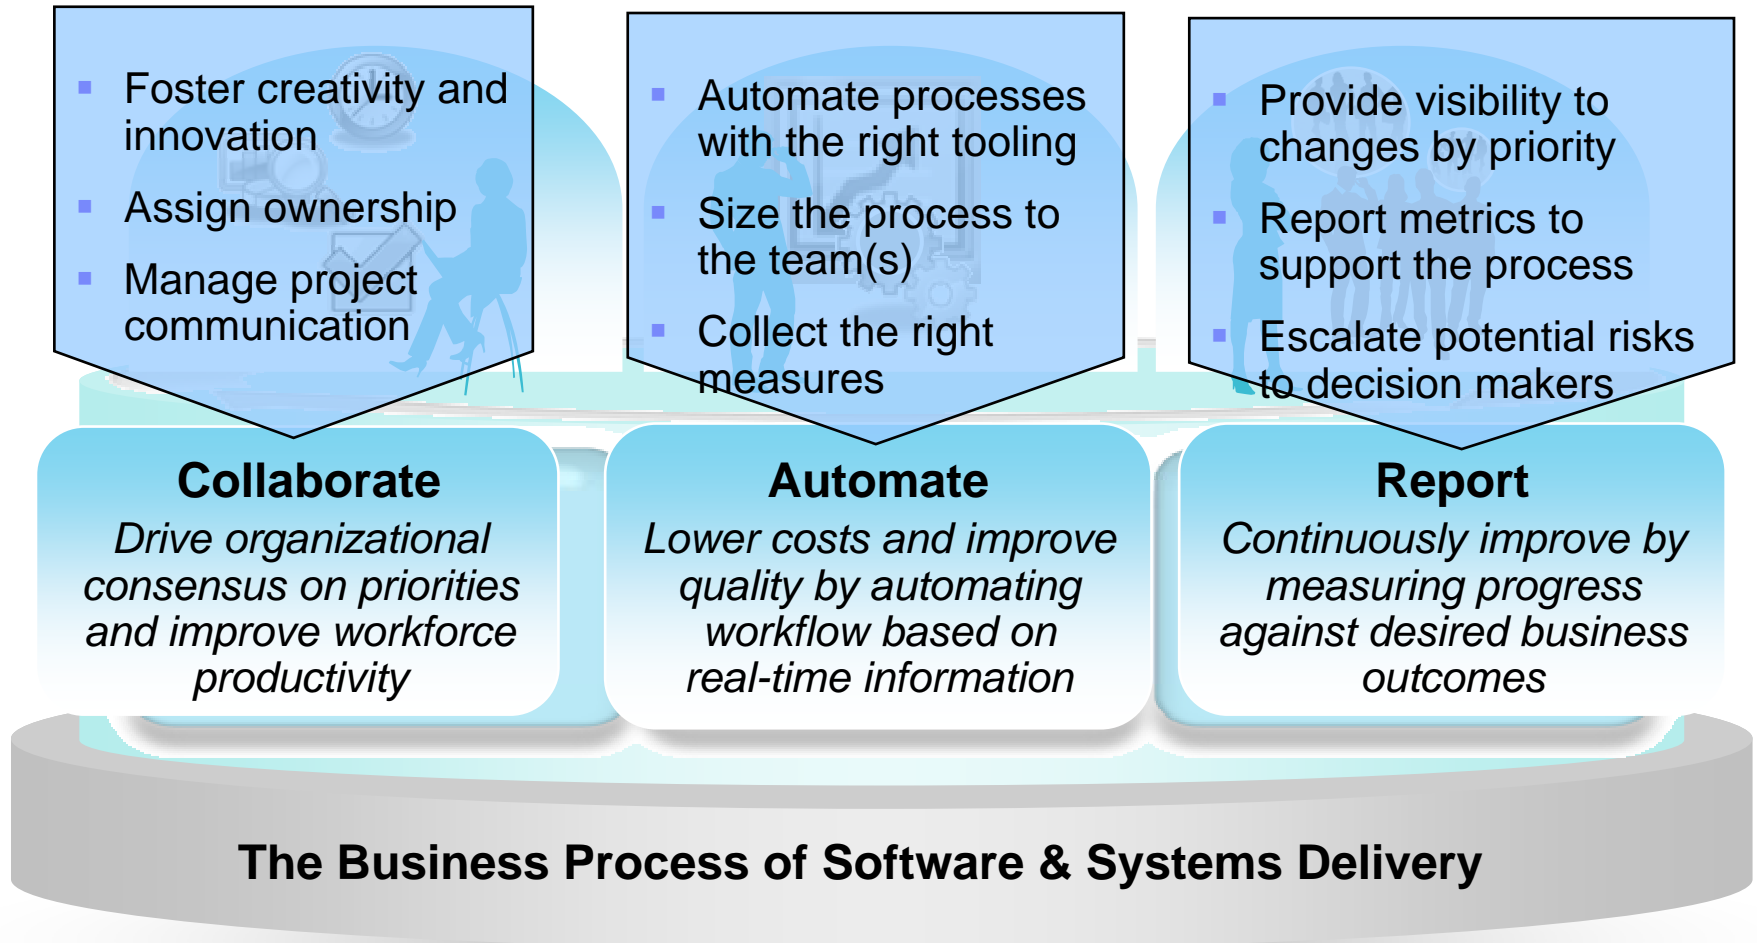 Foster creativity and
innovation
Assign ownership
Manage project
communication
Automate processes
with the right tooling
Size the process to
the team(s)
Collect the right
measures
Provide visibility to
changes by priority
Report metrics to
support the process
Escalate potential risks
to decision makers
Collaborate
Drive organizational
consensus on priorities
and improve workforce
productivity
Automate
Lower costs and improve
quality by automating
workflow based on
real-time information
Report
Continuously improve by
measuring progress
against desired business
outcomes
The Business Process of Software & Systems Delivery